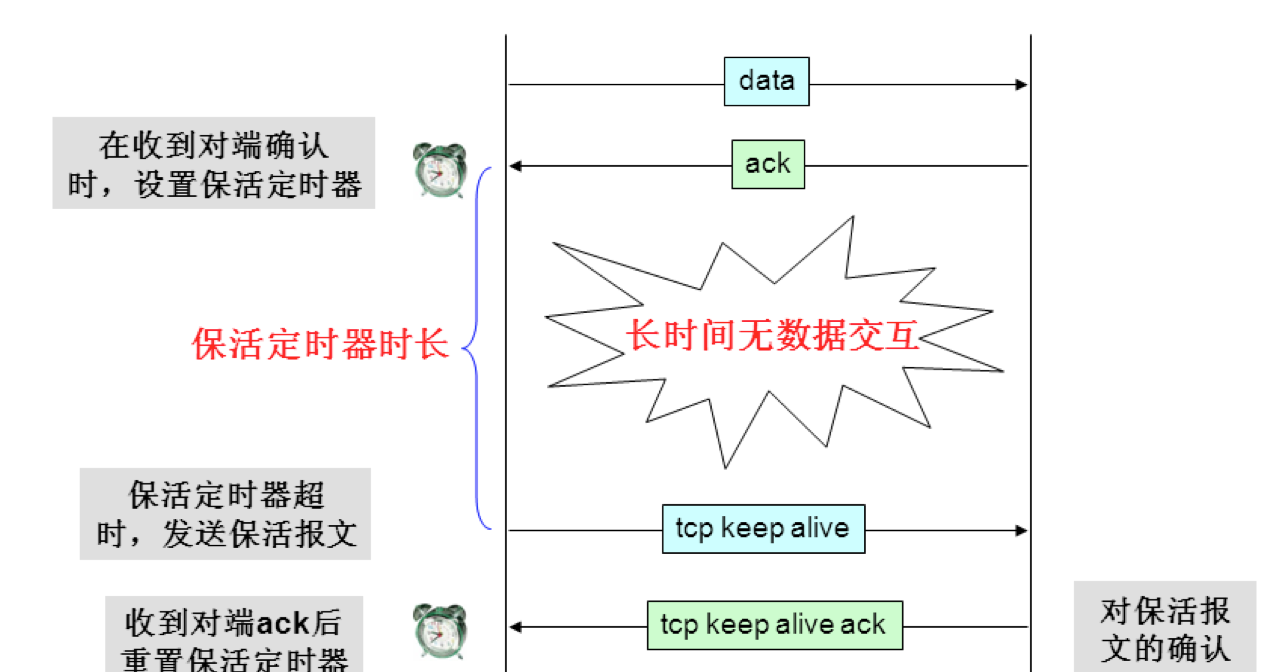 data
在收到对端确认
时，设置保活定时器
ack
长时间无数据交互
保活定时器时长
保活定时器超
时，发送保活报文
tcp keep alive
收到对端ack后
重置保活定时器
tcp keep alive ack
对保活报
文的确认